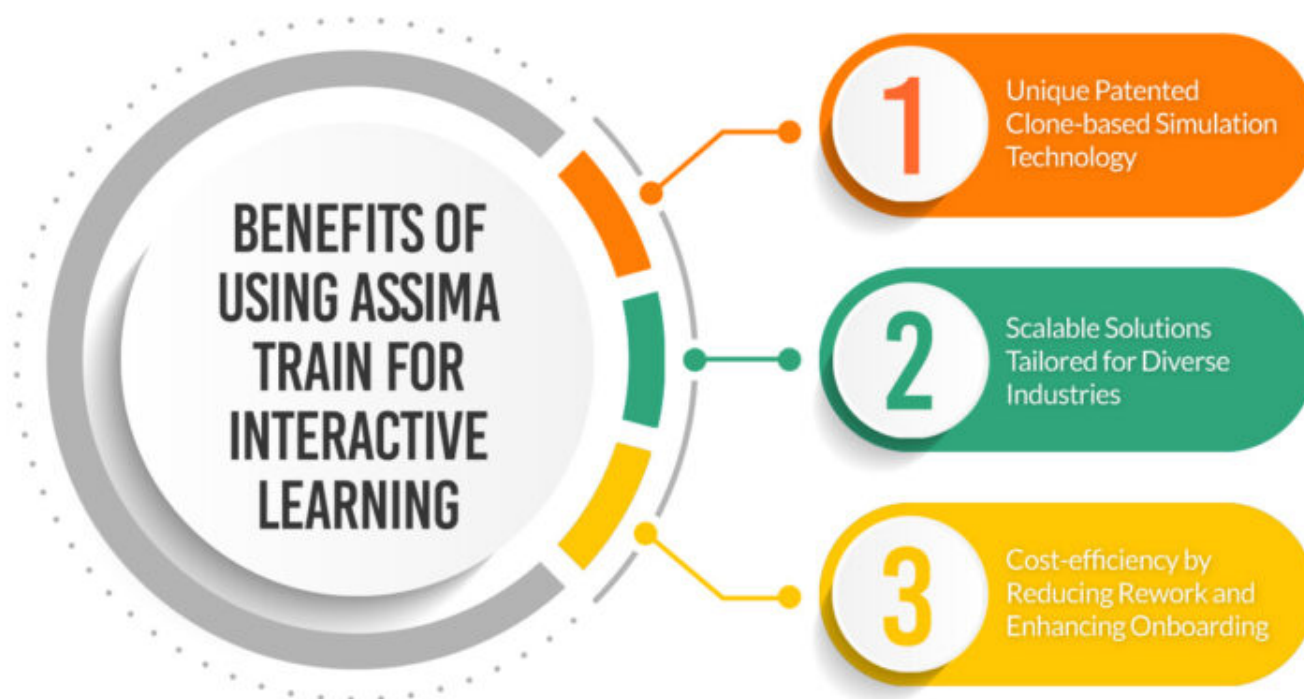 BENEFITS OF
USING ASSIMA
TRAIN FOR
INTERACTIVE
LEARNING
1
Unique Patented
Clone-based Simulation
Technology
2
Scalable Solutions
Tailored for Diverse
Industries
3
Cost-efficiency by
Reducing Rework and
Enhancing Onboarding